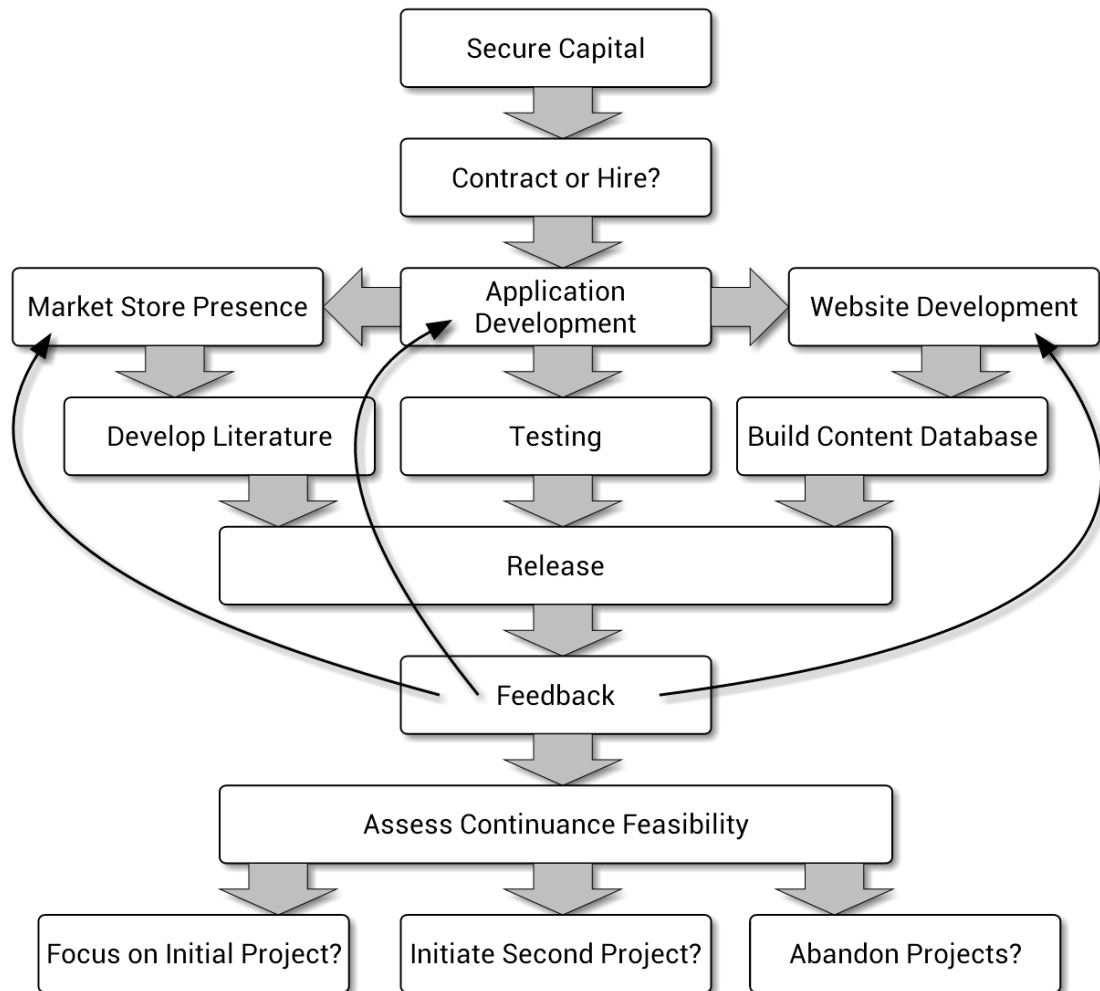 Secure Capital
Contract or Hire?
Market Store Presence
Application
Development
Website Development
Develop Literature
Testing
Build Content Database
Release
Feedback
Assess Continuance Feasibility
Focus on Initial Project?
Initiate Second Project?
Abandon Projects?